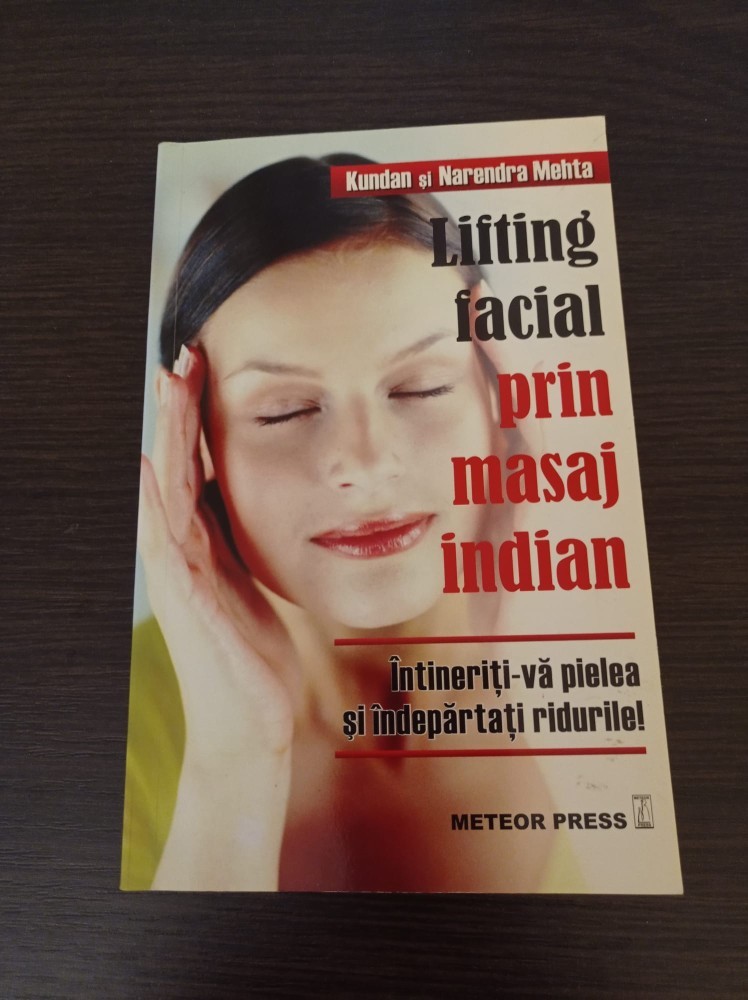 Kundan și Narendra Mehta
Lifting
facial
prin
masaj
indian
Întineriți-vă pielea
și îndepărtați ridurile!
METEOR PRESS